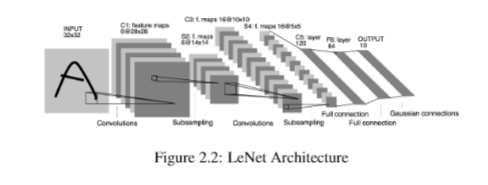 INPUT
32x32
C1: feature maps
6@28x28
C3: f. maps 16@10x10
S4: f. maps 16@5x5
S2: f. maps
6@14x14
C5: layer
120
F6: layer
84
OUTPUT
10
Convolutions
Subsampling
Convolutions
Subsampling
Full connection
Full connection
Gaussian connections
A
Figure 2.2: LeNet Architecture